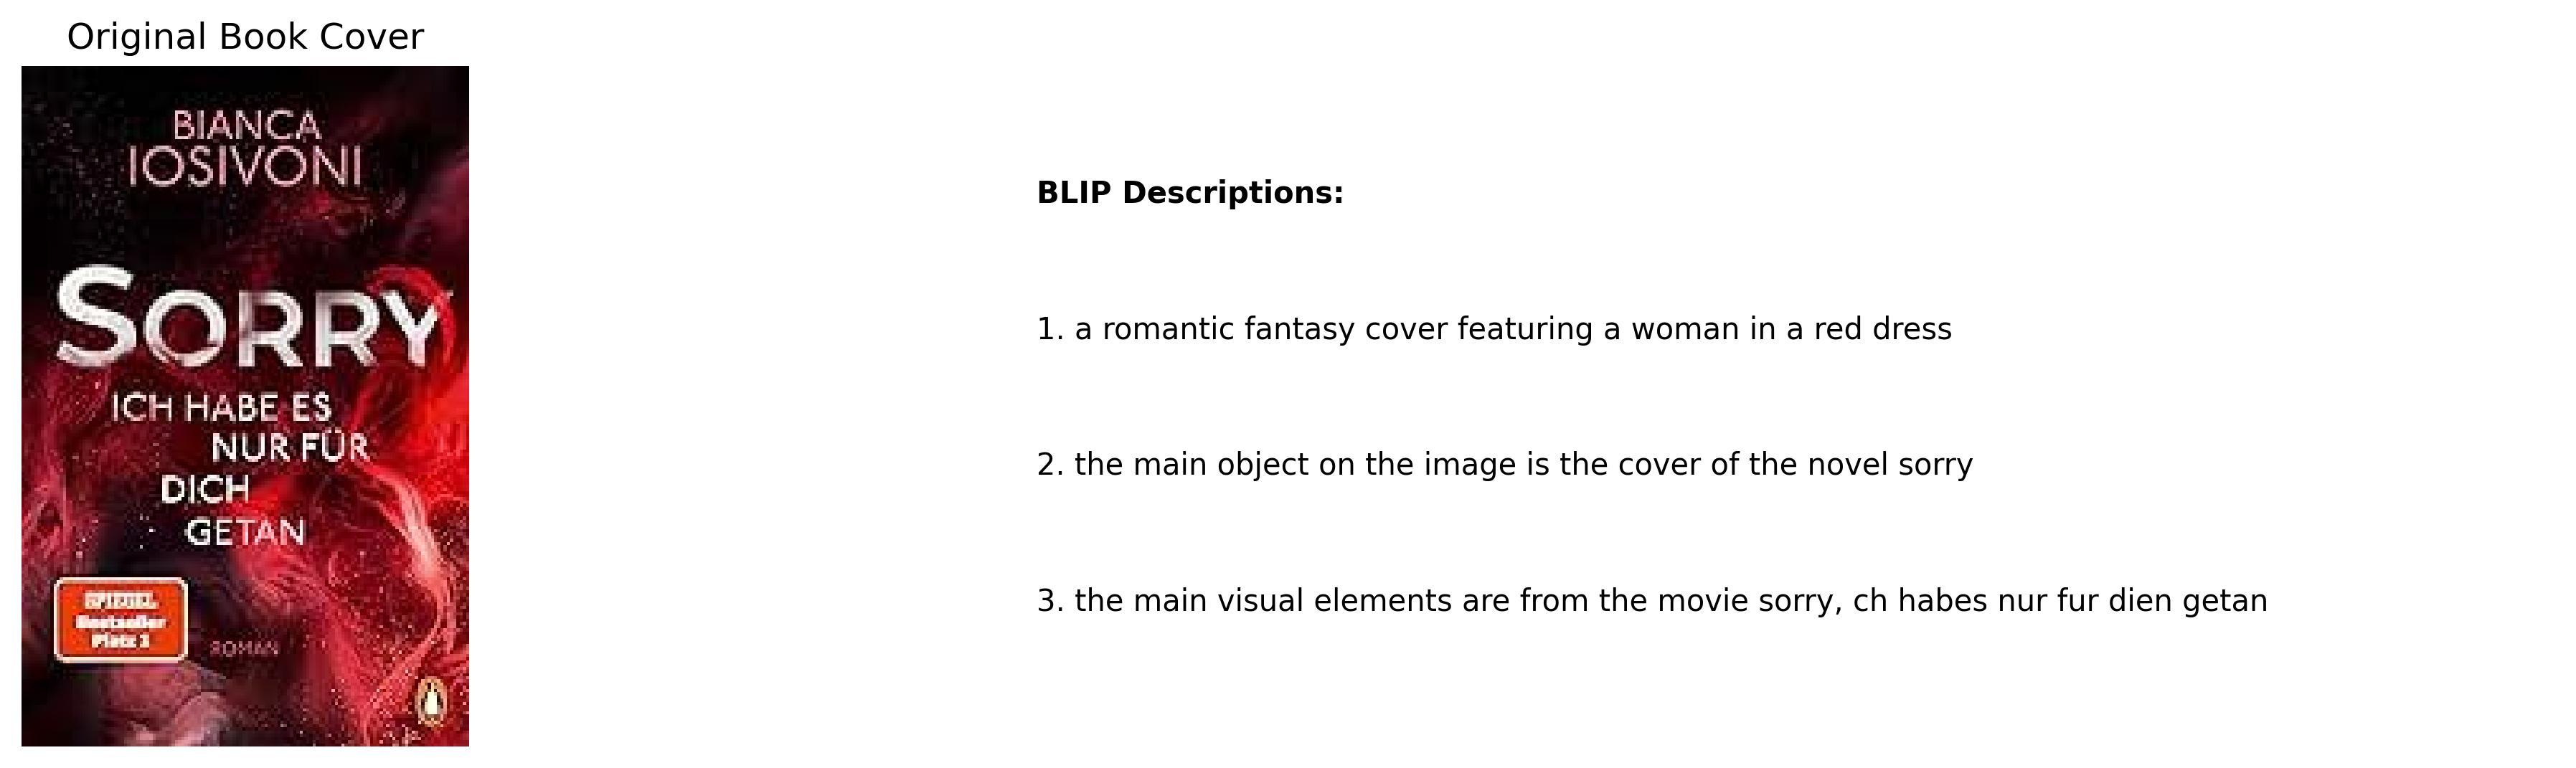 Original Book Cover
BIANCA
IOSIVONI
SORRY
ICH HABE ES
NUR FÜR
DICH
GETAN
SPIEGEL
Bestseller
Platz 1
ROMAN
BLIP Descriptions:
1. a romantic fantasy cover featuring a woman in a red dress
2. the main object on the image is the cover of the novel sorry
3. the main visual elements are from the movie sorry, ch habes nur fur dien getan